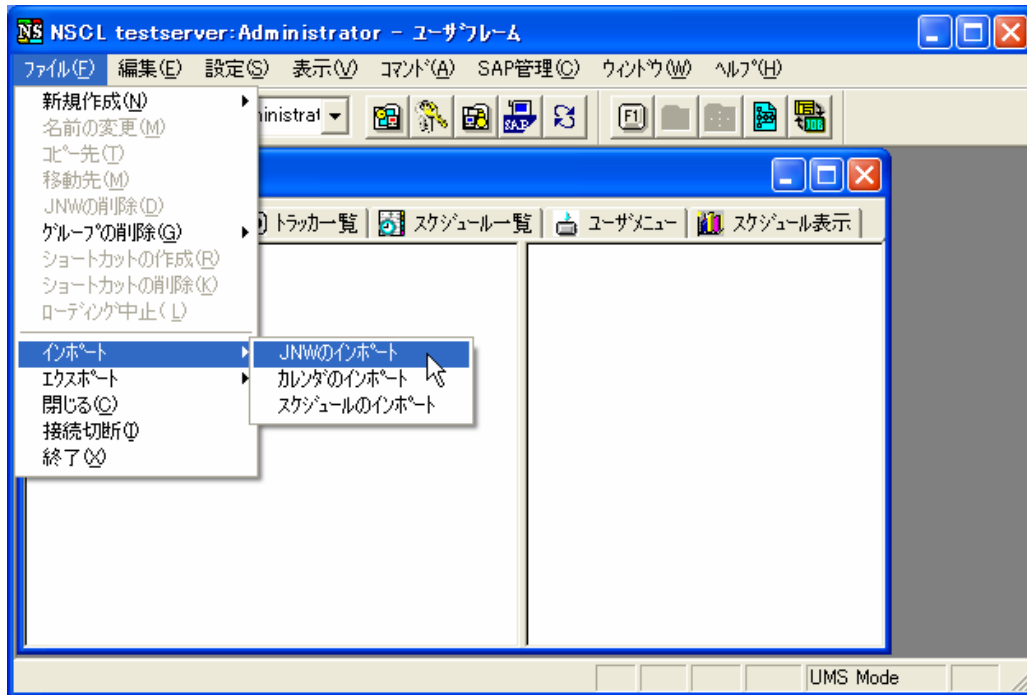 NS NSCL testserver:Administrator - ユーザフレーム
ファイル(F) 編集(E) 設定(S) 表示(V) コマンド(A) SAP管理(C) ウィンドウ(W) ヘルプ(H)
新規作成(N)
inistrat
SAP
F1
JOB
名前の変更(M)
コピー先(T)
移動先(M)
JNWの削除(D)
トラッカ一覧 スケジュール一覧 ユーザメニュー スケジュール表示
グループの削除(G)
ショートカットの作成(R)
ショートカットの削除(K)
ローディング中止(L)
インポート JNWのインポート
エクスポート カレンダのインポート
閉じる(C) スケジュールのインポート
接続切断(I)
終了(X)
UMS Mode